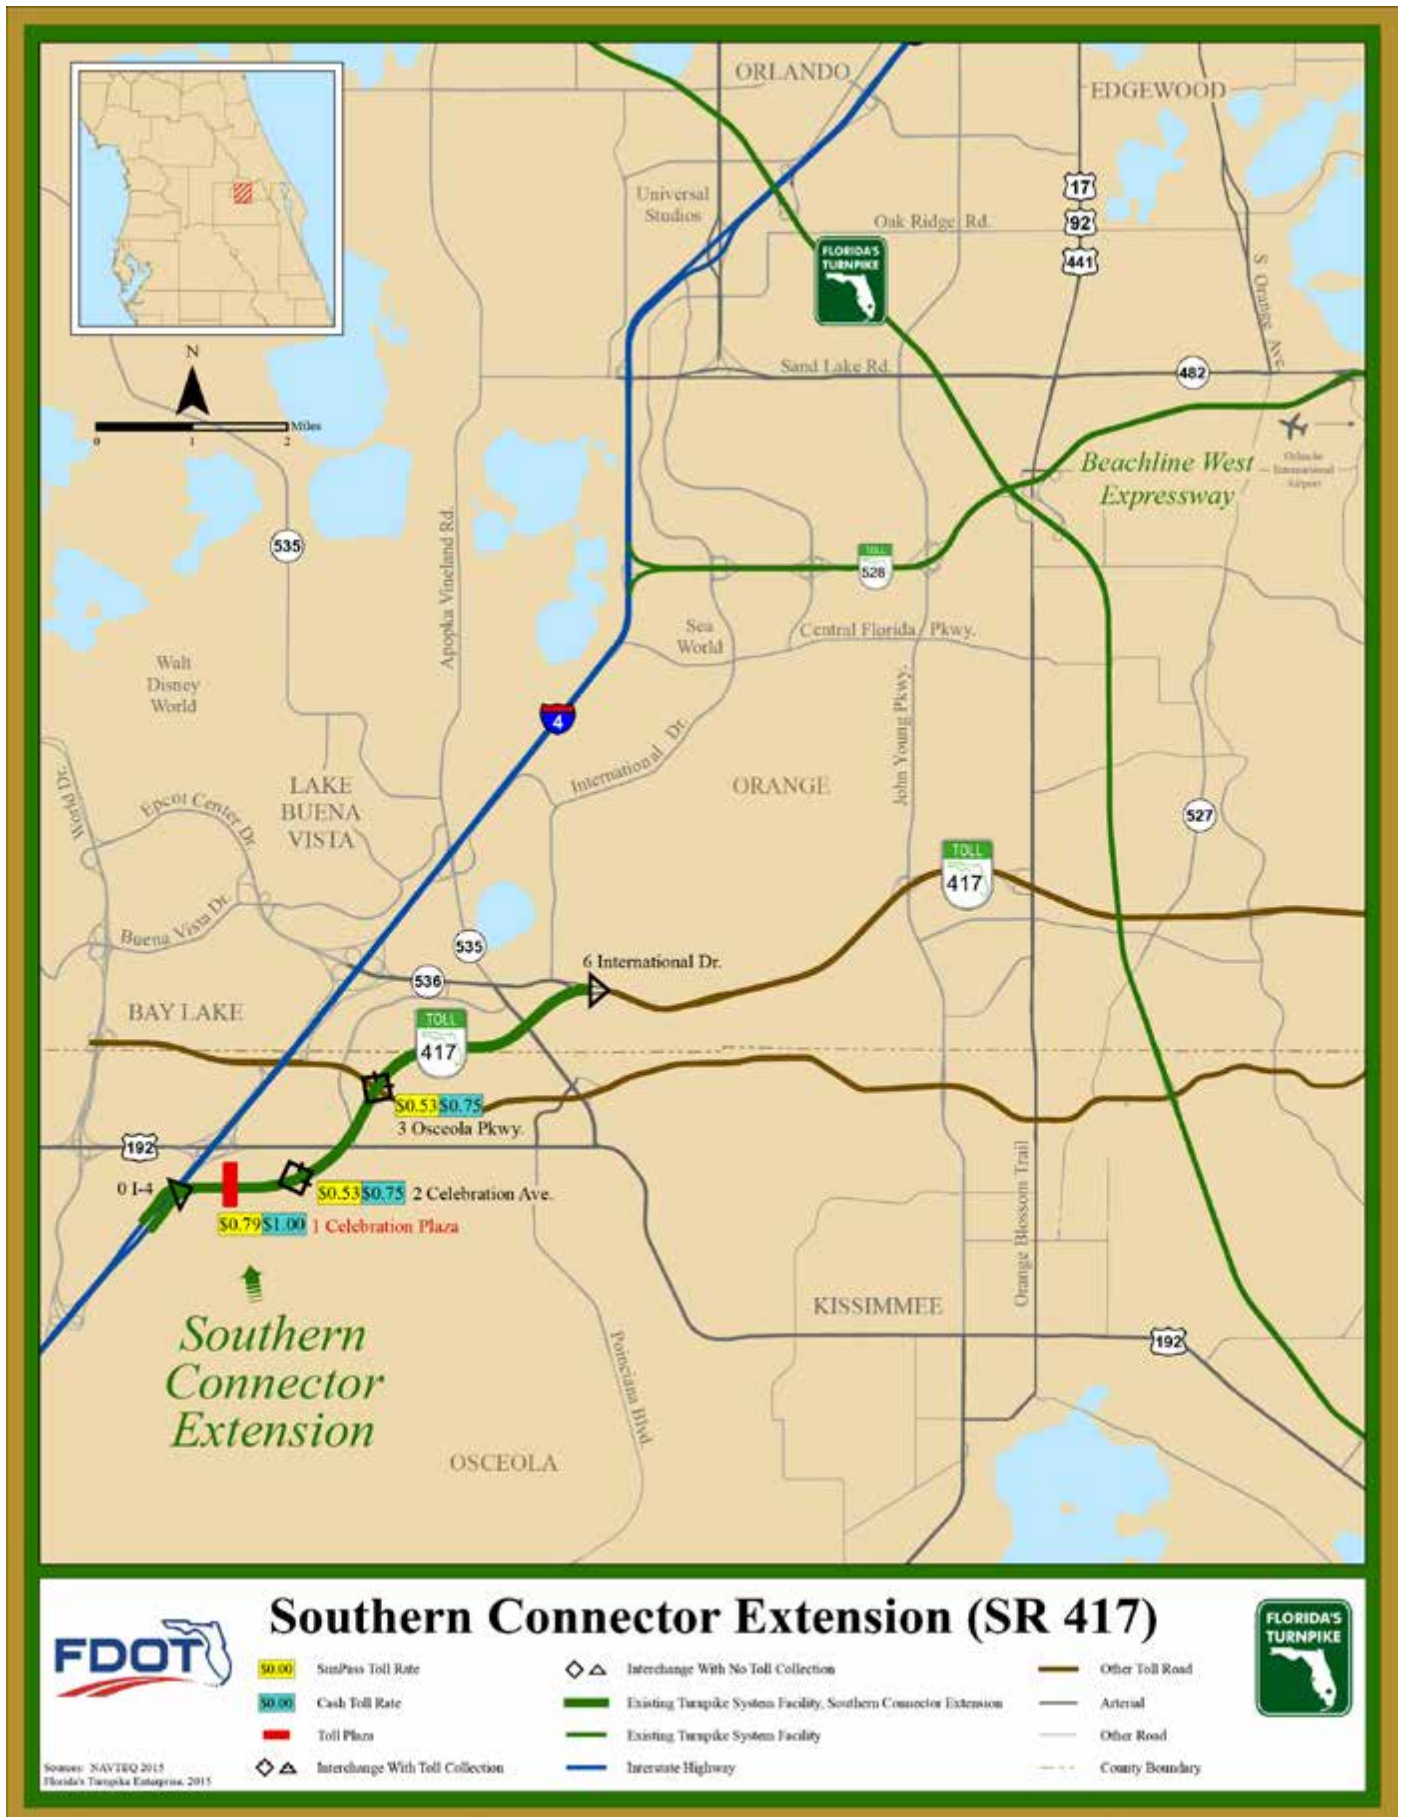 ORLANDO
EDGEWOOD
17
92
441
Universal
Studios
Oak Ridge Rd.
FLORIDA'S
TURNPIKE
S Orange Ave.
N
Miles
0 1 2
Sand Lake Rd.
482
Beachline West
Expressway
Orlando
International
Airport
535
Apopka Vineland Rd.
TOLL
528
Sea
World
Central Florida Pkwy.
Walt
Disney
World
4
International Dr.
John Young Pkwy.
ORANGE
World Dr.
Epcot Center Dr.
LAKE
BUENA
VISTA
527
TOLL
417
Buena Vista Dr.
535
536
6 International Dr.
BAY LAKE
TOLL
417
$0.53 $0.75
3 Osceola Pkwy.
192
0 I-4
$0.53 $0.75 2 Celebration Ave.
$0.79 $1.00 1 Celebration Plaza
Orange Blossom Trail
Southern
Connector
Extension
KISSIMMEE
192
Poinciana Blvd.
OSCEOLA
Southern Connector Extension (SR 417)
FDOT
FLORIDA'S
TURNPIKE
$0.00 SunPass Toll Rate
$0.00 Cash Toll Rate
Toll Plaza
Interchange With Toll Collection
Interchange With No Toll Collection
Existing Turnpike System Facility, Southern Connector Extension
Existing Turnpike System Facility
Interstate Highway
Other Toll Road
Arterial
Other Road
County Boundary
Sources: NAVTEQ 2015
Florida's Turnpike Enterprise, 2015